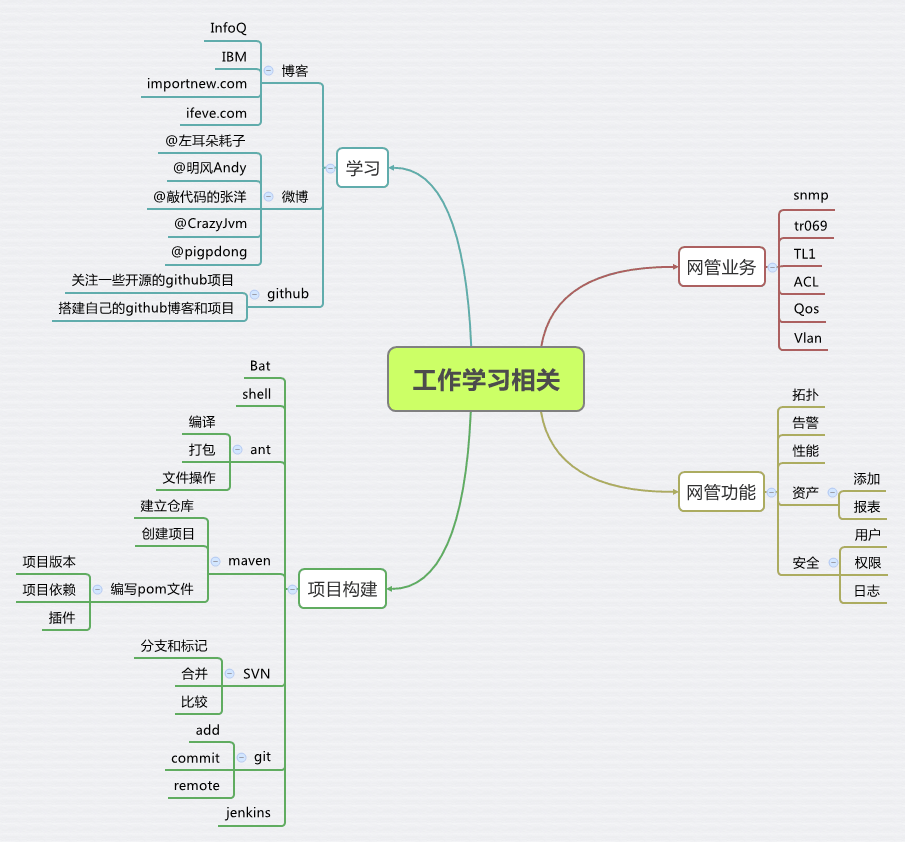 工作学习相关
学习
博客
InfoQ
IBM
importnew.com
ifeve.com
微博
@左耳朵耗子
@明风Andy
@敲代码的张洋
@CrazyJvm
@pigpdong
github
关注一些开源的github项目
搭建自己的github博客和项目
网管业务
snmp
tr069
TL1
ACL
Qos
Vlan
网管功能
拓扑
告警
性能
资产
添加
报表
安全
用户
权限
日志
项目构建
Bat
shell
ant
编译
打包
文件操作
maven
建立仓库
创建项目
编写pom文件
项目版本
项目依赖
插件
SVN
分支和标记
合并
比较
git
add
commit
remote
jenkins